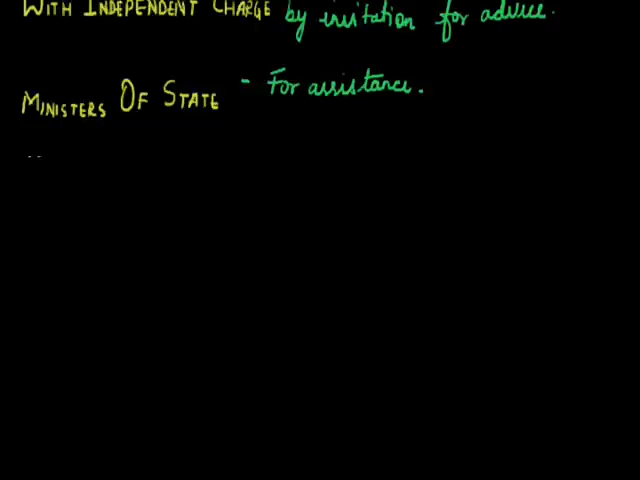 WITH INDEPENDENT CHARGE by invitation for advice.
MINISTERS OF STATE - For assistance.